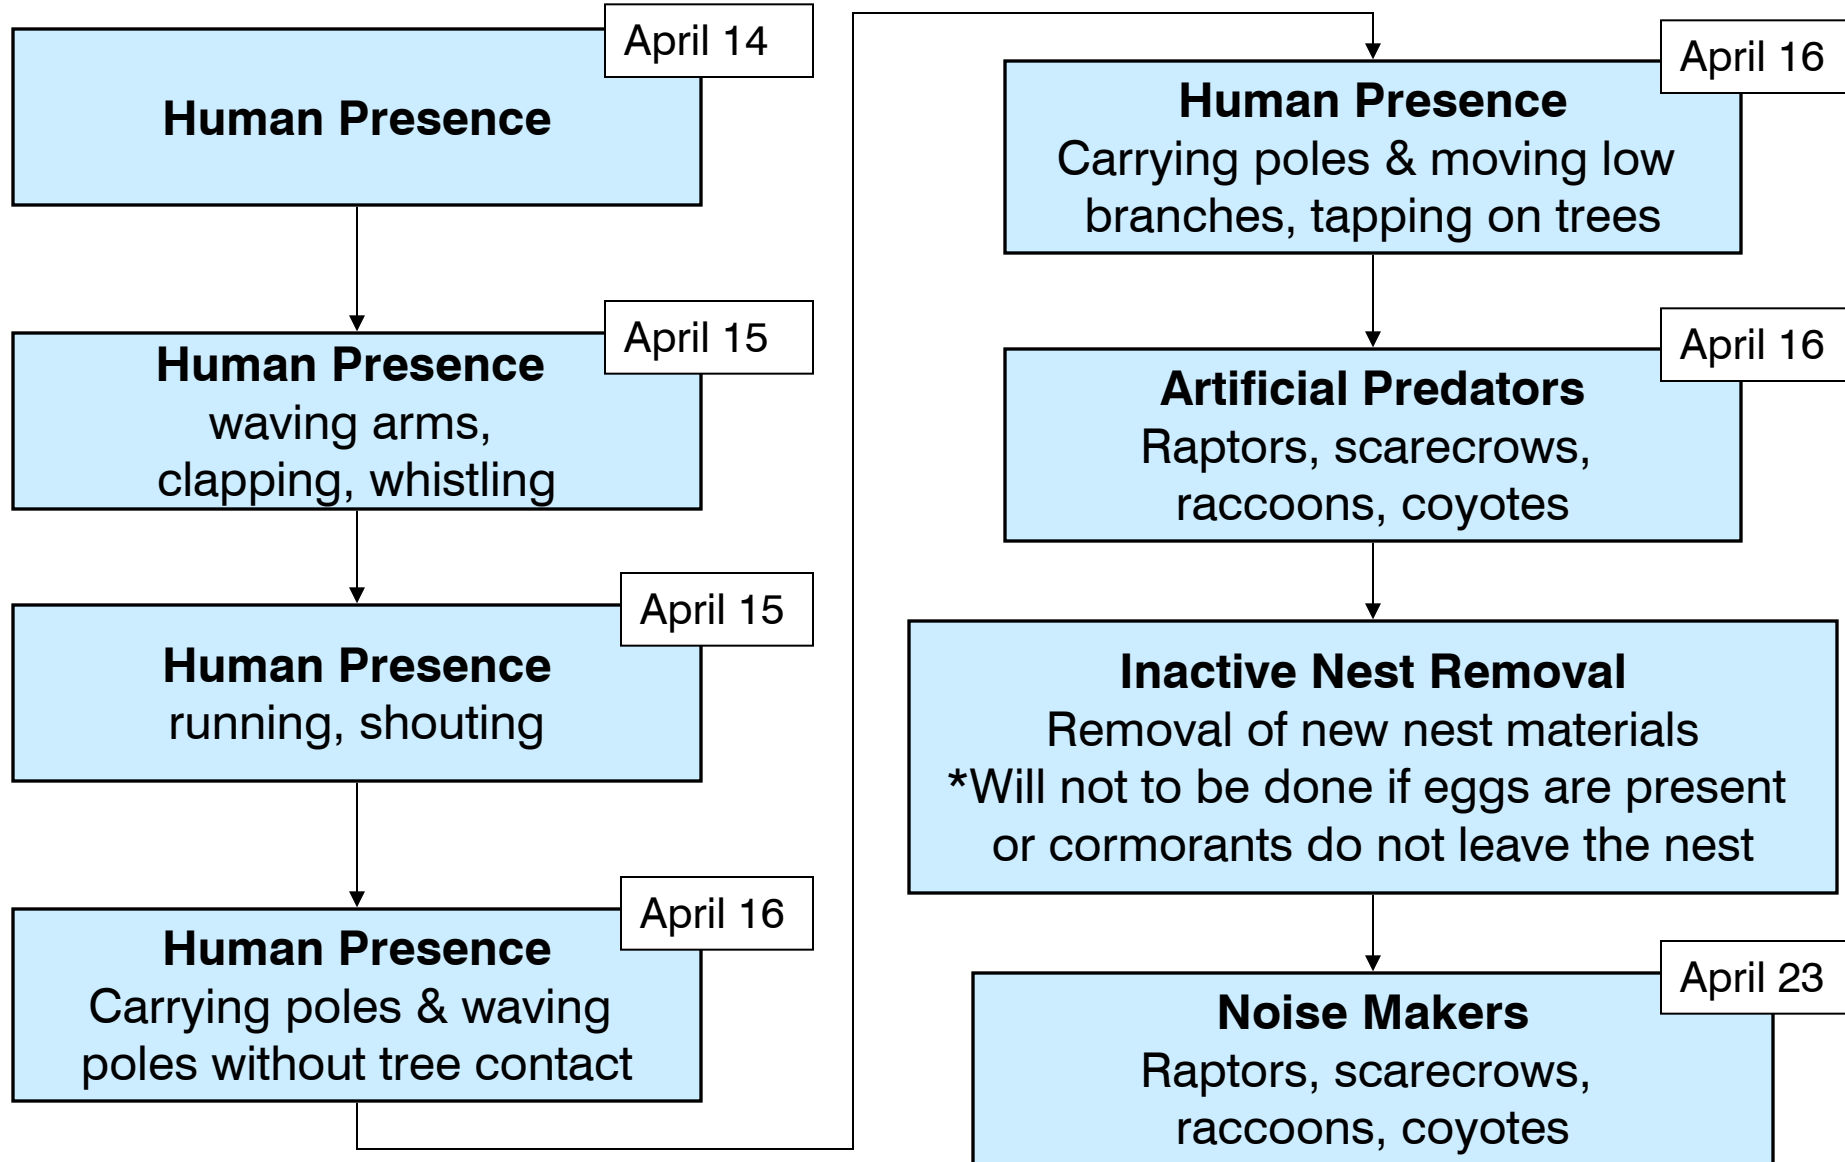 April 14
Human Presence
April 15
Human Presence
waving arms,
clapping, whistling
April 15
Human Presence
running, shouting
April 16
Human Presence
Carrying poles & waving
poles without tree contact
April 16
Human Presence
Carrying poles & moving low
branches, tapping on trees
April 16
Artificial Predators
Raptors, scarecrows,
raccoons, coyotes
Inactive Nest Removal
Removal of new nest materials
*Will not to be done if eggs are present
or cormorants do not leave the nest
April 23
Noise Makers
Raptors, scarecrows,
raccoons, coyotes